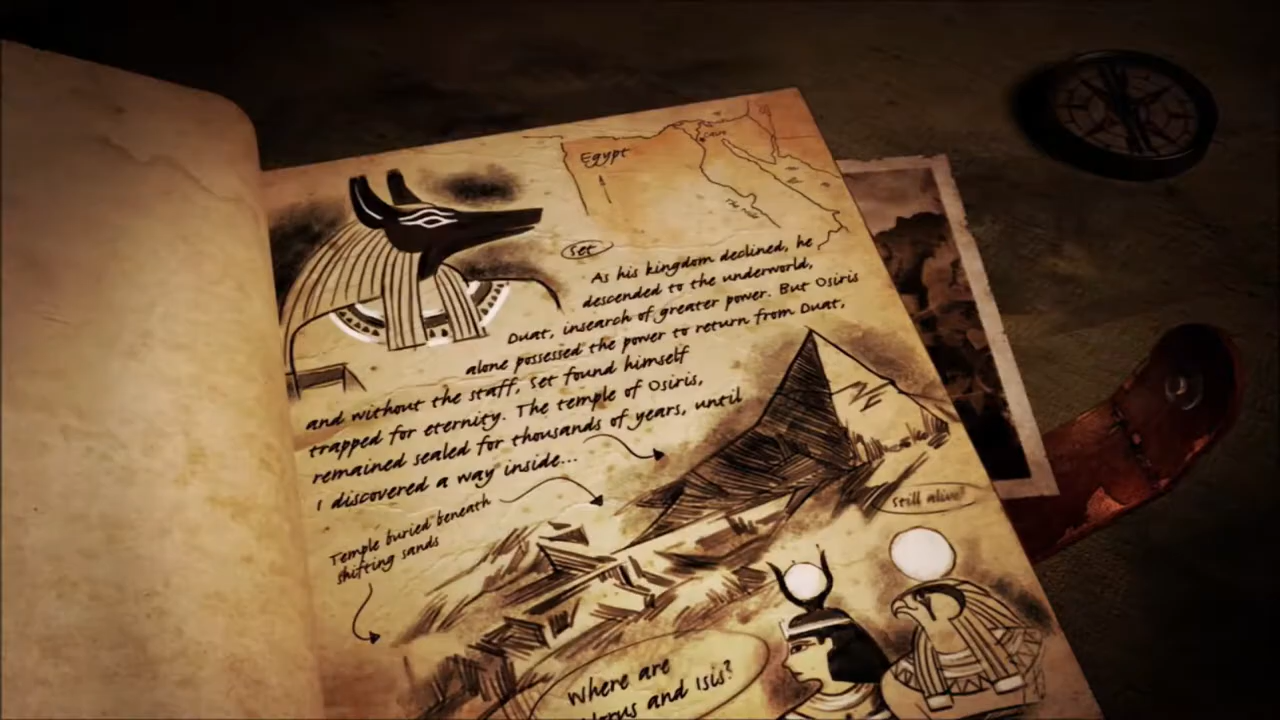 Egypt
Cairo
The Nile
Set
As his kingdom declined, he
descended to the underworld,
Duat, insearch of greater power. But Osiris
alone possessed the power to return from Duat,
and without the staff, Set found himself
trapped for eternity. The temple of Osiris,
remained sealed for thousands of years, until
I discovered a way inside...
Temple buried beneath
shifting sands
Still alive?
Where are
Horus and Isis?